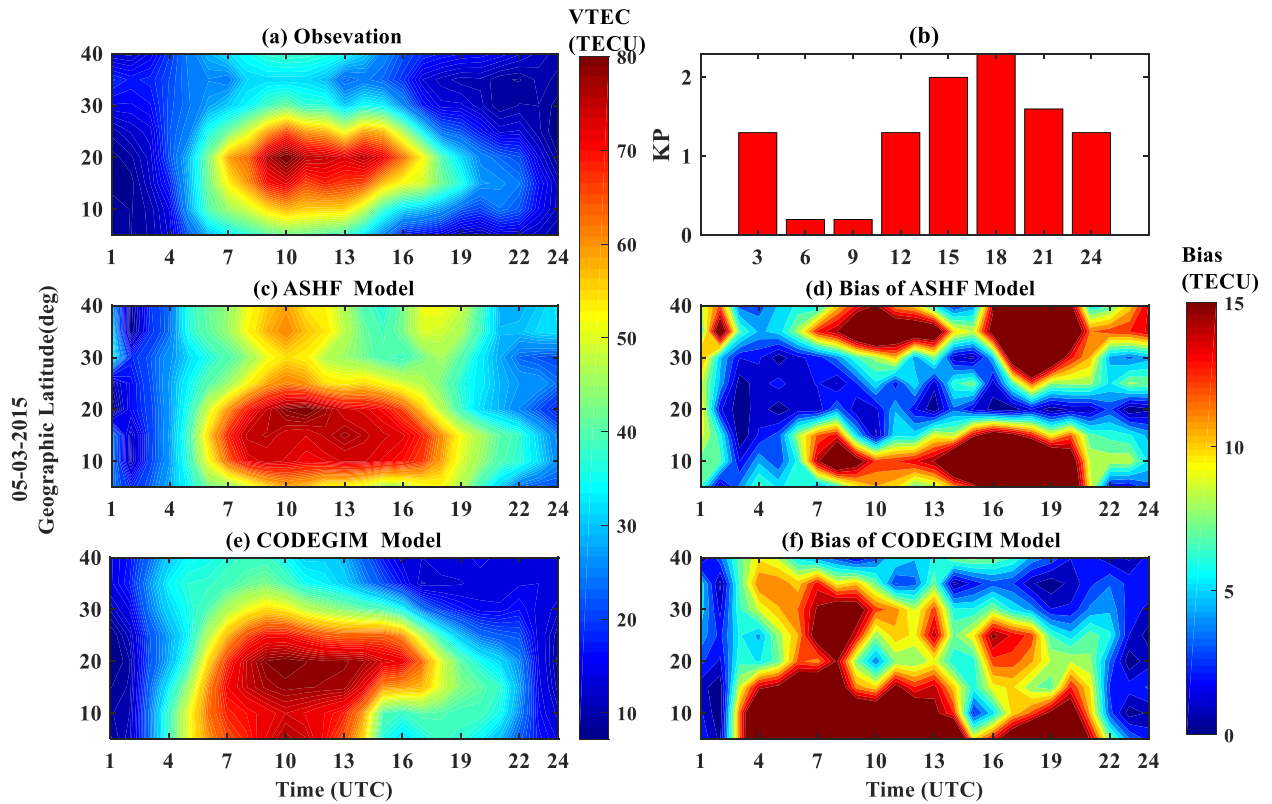 VTEC
(TECU)
(a) Obsevation
(b)
40
30
20
10
1 4 7 10 13 16 19 22 24
80
70
60
50
40
30
20
10
KP
2
1
0
3 6 9 12 15 18 21 24
Bias
(TECU)
05-03-2015
Geographic Latitude(deg)
(c) ASHF Model
40
30
20
10
1 4 7 10 13 16 19 22 24
(d) Bias of ASHF Model
40
30
20
10
1 4 7 10 13 16 19 22 24
15
10
5
0
(e) CODEGIM Model
40
30
20
10
1 4 7 10 13 16 19 22 24
Time (UTC)
(f) Bias of CODEGIM Model
40
30
20
10
1 4 7 10 13 16 19 22 24
Time (UTC)